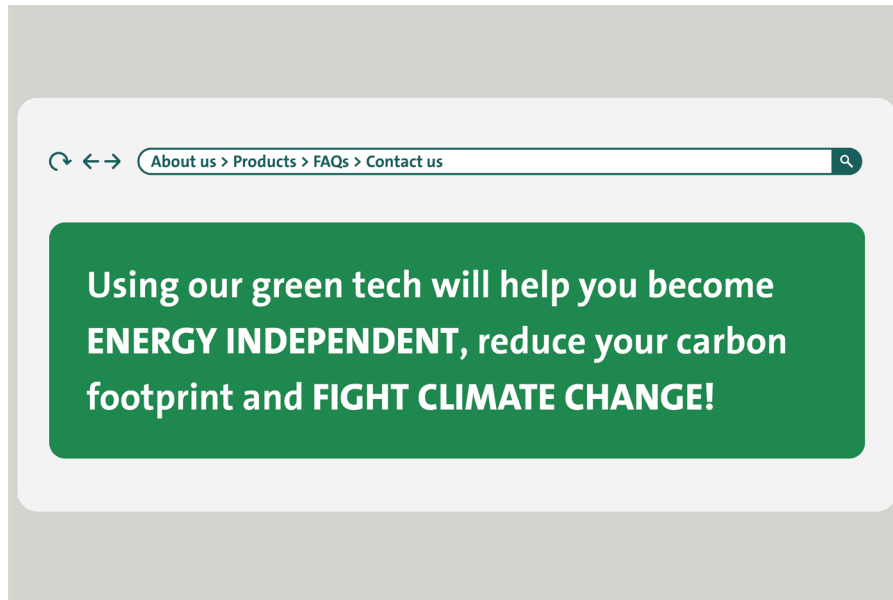 About us > Products > FAQs > Contact us
Using our green tech will help you become
ENERGY INDEPENDENT, reduce your carbon
footprint and FIGHT CLIMATE CHANGE!